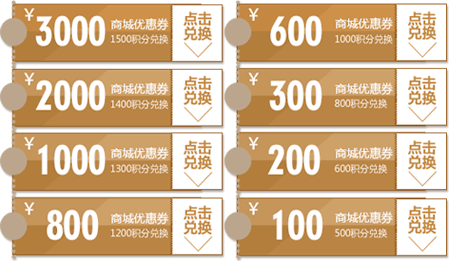 ¥3000 商城优惠券 点击
1500积分兑换 兑换
¥600 商城优惠券 点击
1000积分兑换 兑换
¥2000 商城优惠券 点击
1400积分兑换 兑换
¥300 商城优惠券 点击
800积分兑换 兑换
¥1000 商城优惠券 点击
1300积分兑换 兑换
¥200 商城优惠券 点击
600积分兑换 兑换
¥800 商城优惠券 点击
1200积分兑换 兑换
¥100 商城优惠券 点击
500积分兑换 兑换